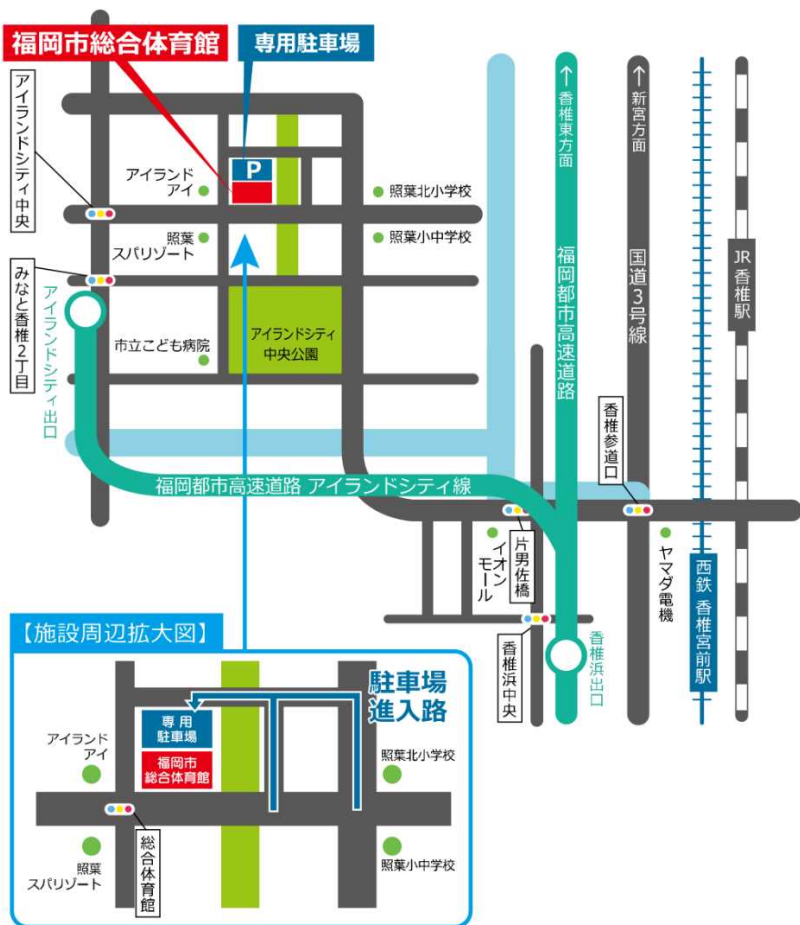 福岡市総合体育館
専用駐車場
アイランドシティ中央
P
アイランド
アイ
照葉北小学校
照葉
スパリゾート
照葉小中学校
みなと香椎2丁目
アイランドシティ出口
市立こども病院
アイランドシティ
中央公園
↑香椎東方面
福岡都市高速道路
↑新宮方面
国道3号線
JR 香椎駅
香椎参道口
福岡都市高速道路 アイランドシティ線
イオン
モール
片男佐橋
ヤマダ電機
西鉄 香椎宮前駅
香椎浜中央
香椎浜出口
【施設周辺拡大図】
駐車場
進入路
専用
駐車場
アイランド
アイ
福岡市
総合体育館
照葉北小学校
総合体育館
照葉
スパリゾート
照葉小中学校